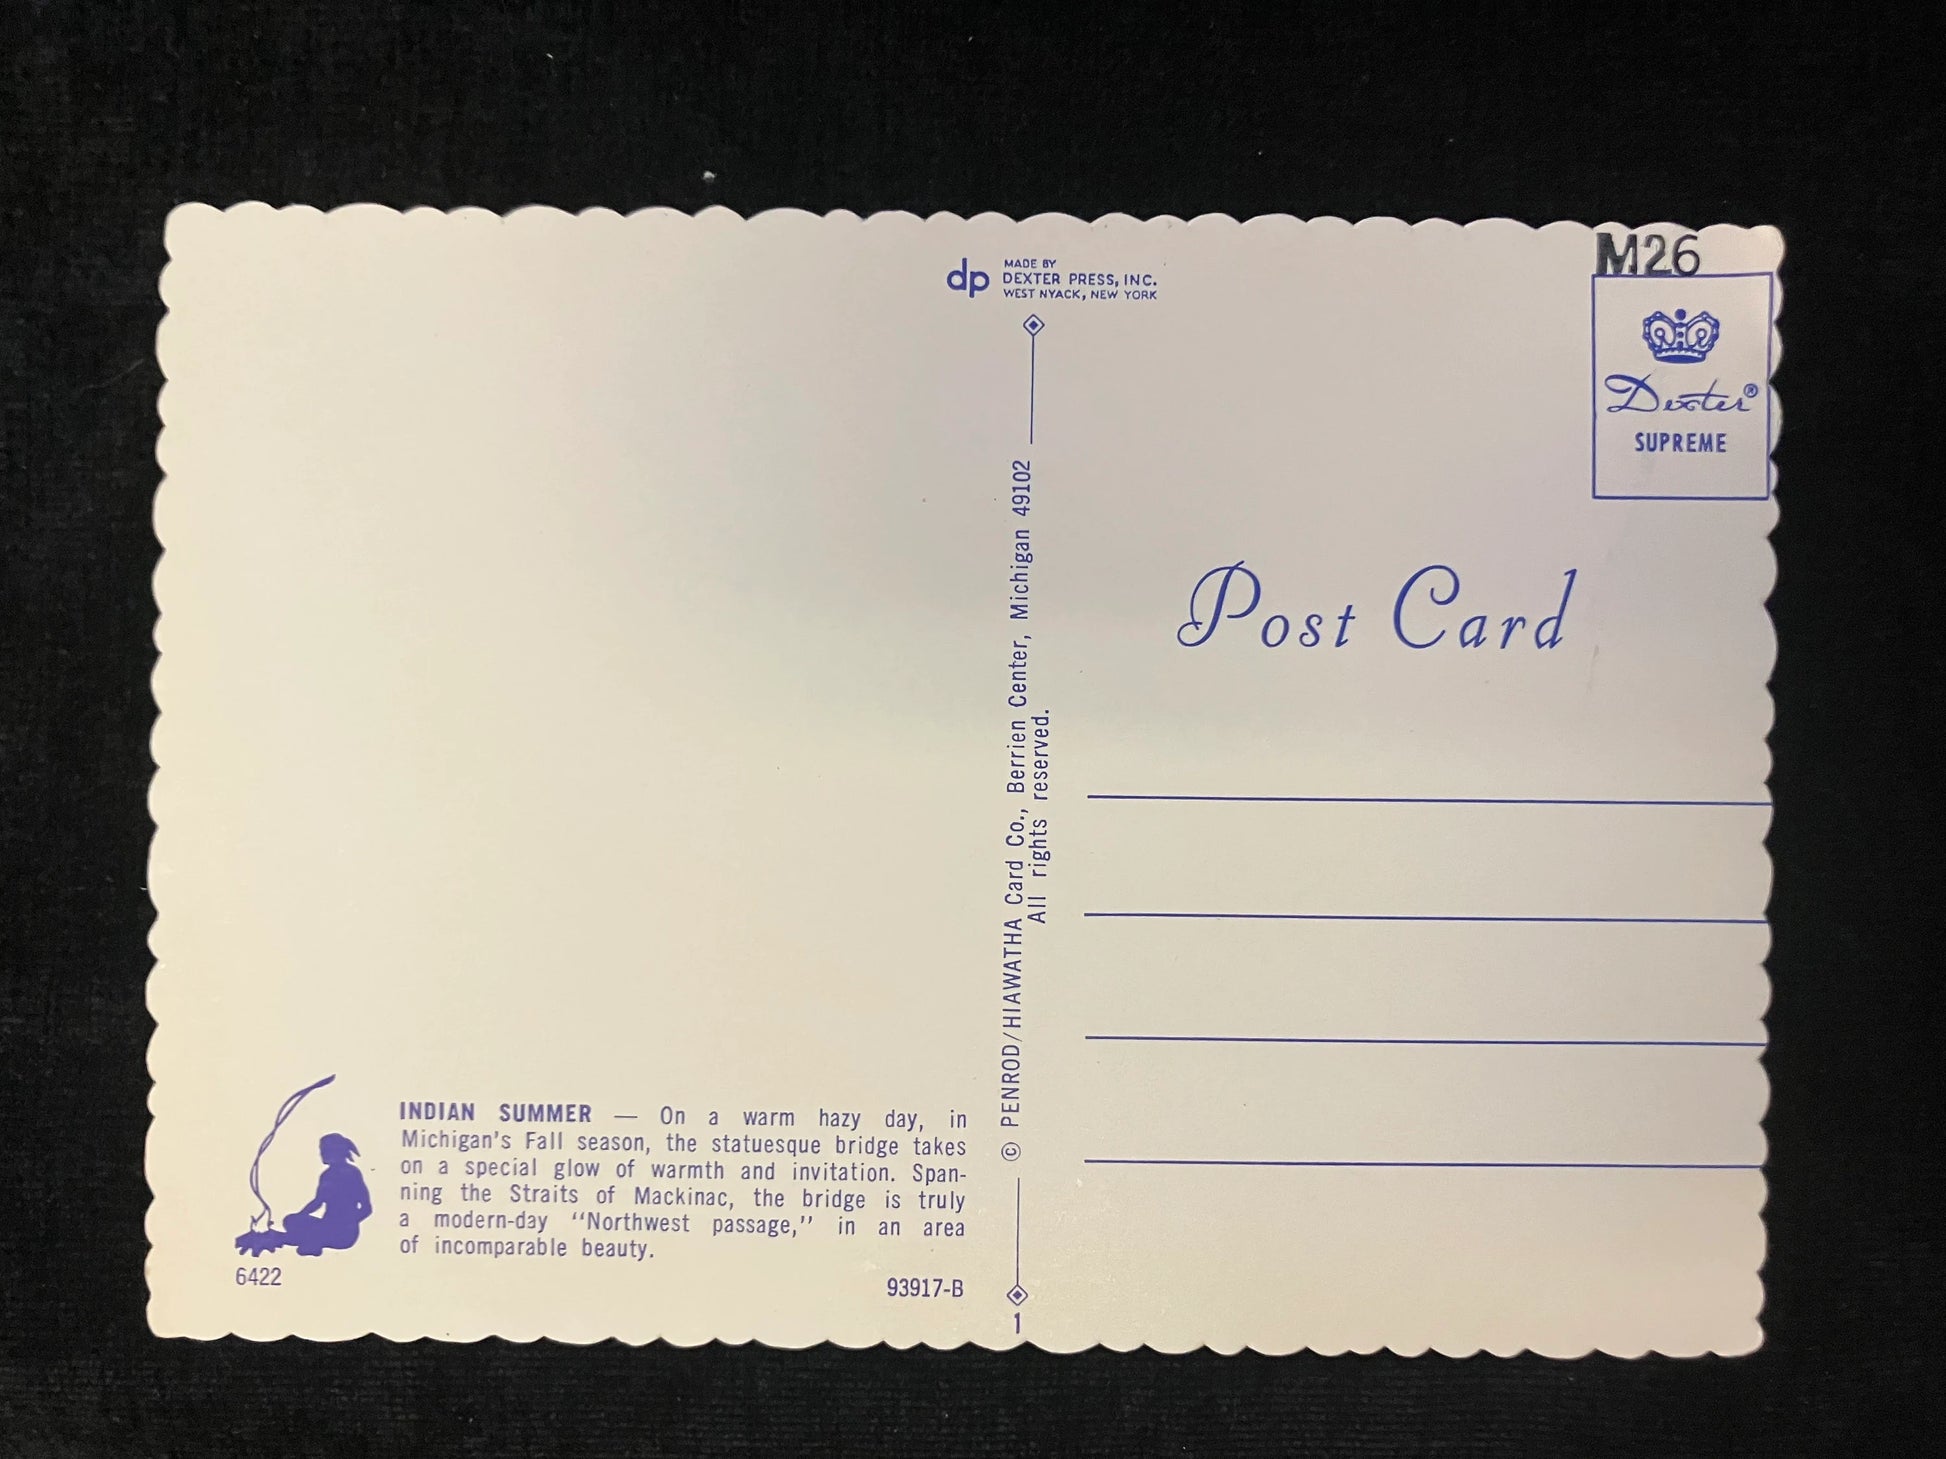 M26
dp MADE BY
DEXTER PRESS, INC.
WEST NYACK, NEW YORK
Dexter®
SUPREME
Post Card
© PENROD/HIAWATHA Card Co., Berrien Center, Michigan 49102
All rights reserved.
INDIAN SUMMER — On a warm hazy day, in
Michigan's Fall season, the statuesque bridge takes
on a special glow of warmth and invitation. Span-
ning the Straits of Mackinac, the bridge is truly
a modern-day ‘‘Northwest passage,’’ in an area
of incomparable beauty.
6422
93917-B
1